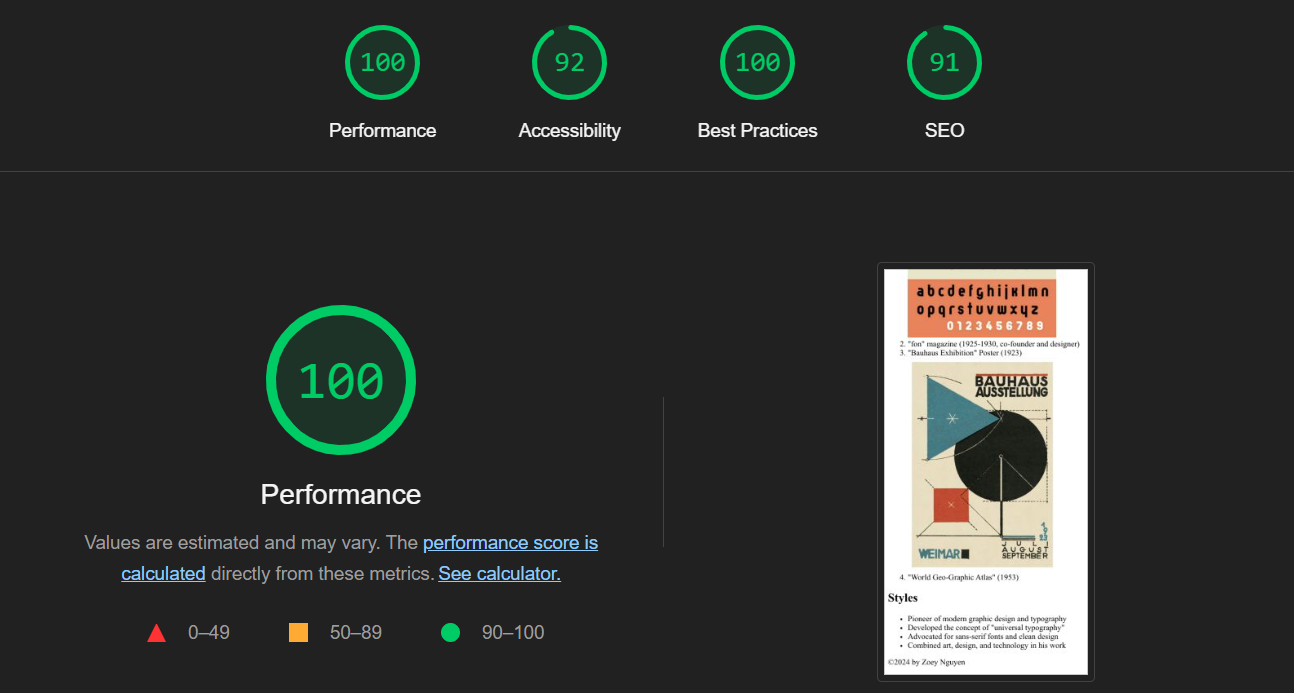 100
92
100
91
Performance
Accessibility
Best Practices
SEO
100
Performance
Values are estimated and may vary. The performance score is
calculated directly from these metrics. See calculator.
0–49
50–89
90–100
abcdefghijklmn
opqrstuvwxyz
0123456789
2. "fon" magazine (1925-1930, co-founder and designer)
3. "Bauhaus Exhibition" Poster (1923)
BAUHAUS
AUSSTELLUNG
WEIMAR
1923
JULI
AUGUST
SEPTEMBER
4. "World Geo-Graphic Atlas" (1953)
Styles
• Pioneer of modern graphic design and typography
• Developed the concept of "universal typography"
• Advocated for sans-serif fonts and clean design
• Combined art, design, and technology in his work
©2024 by Zoey Nguyen